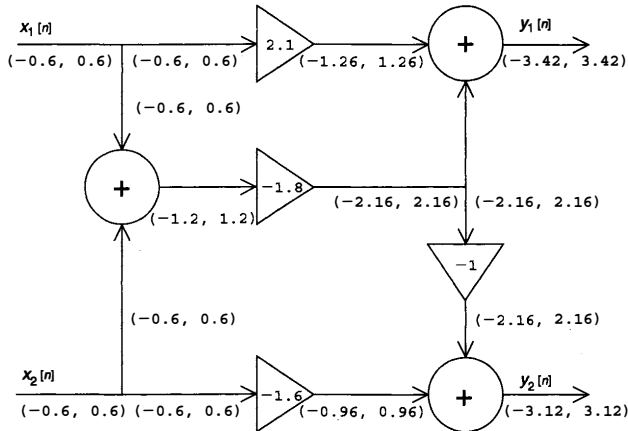 x1[n]
2.1
+
y1[n]
(-0.6, 0.6) (-0.6, 0.6) (-1.26, 1.26) (-3.42, 3.42)
(-0.6, 0.6)
+
-1.8
(-1.2, 1.2) (-2.16, 2.16) (-2.16, 2.16)
-1
(-0.6, 0.6) (-2.16, 2.16)
x2[n]
-1.6
+
y2[n]
(-0.6, 0.6) (-0.6, 0.6) (-0.96, 0.96) (-3.12, 3.12)